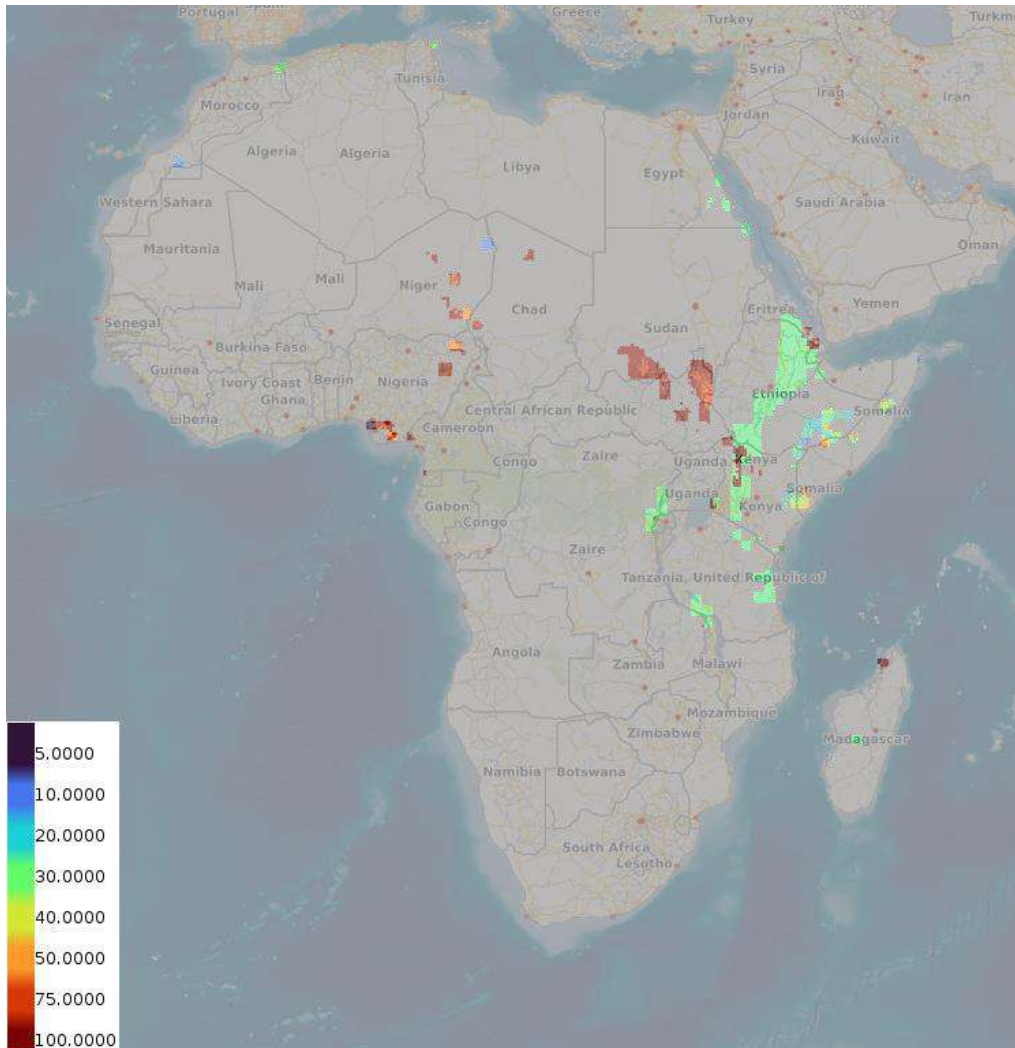 Portugal
Greece
Turkey
Tunisia
Syria
Iraq
Iran
Morocco
Jordan
Kuwait
Algeria
Algeria
Libya
Egypt
Western Sahara
Saudi Arabia
Mauritania
Oman
Mali
Mali
Niger
Chad
Yemen
Senegal
Sudan
Eritrea
Burkina Faso
Guinea
Ivory Coast
Benin
Nigeria
Ethiopia
Ghana
Liberia
Central African Republic
Somalia
Cameroon
Congo
Zaire
Uganda
Kenya
Uganda
Somalia
Gabon
Kenya
Congo
Zaire
Tanzania, United Republic of
Angola
Zambia
Malawi
Mozambique
Zimbabwe
Madagascar
Namibia
Botswana
South Africa
Lesotho
5.0000
10.0000
20.0000
30.0000
40.0000
50.0000
75.0000
100.0000